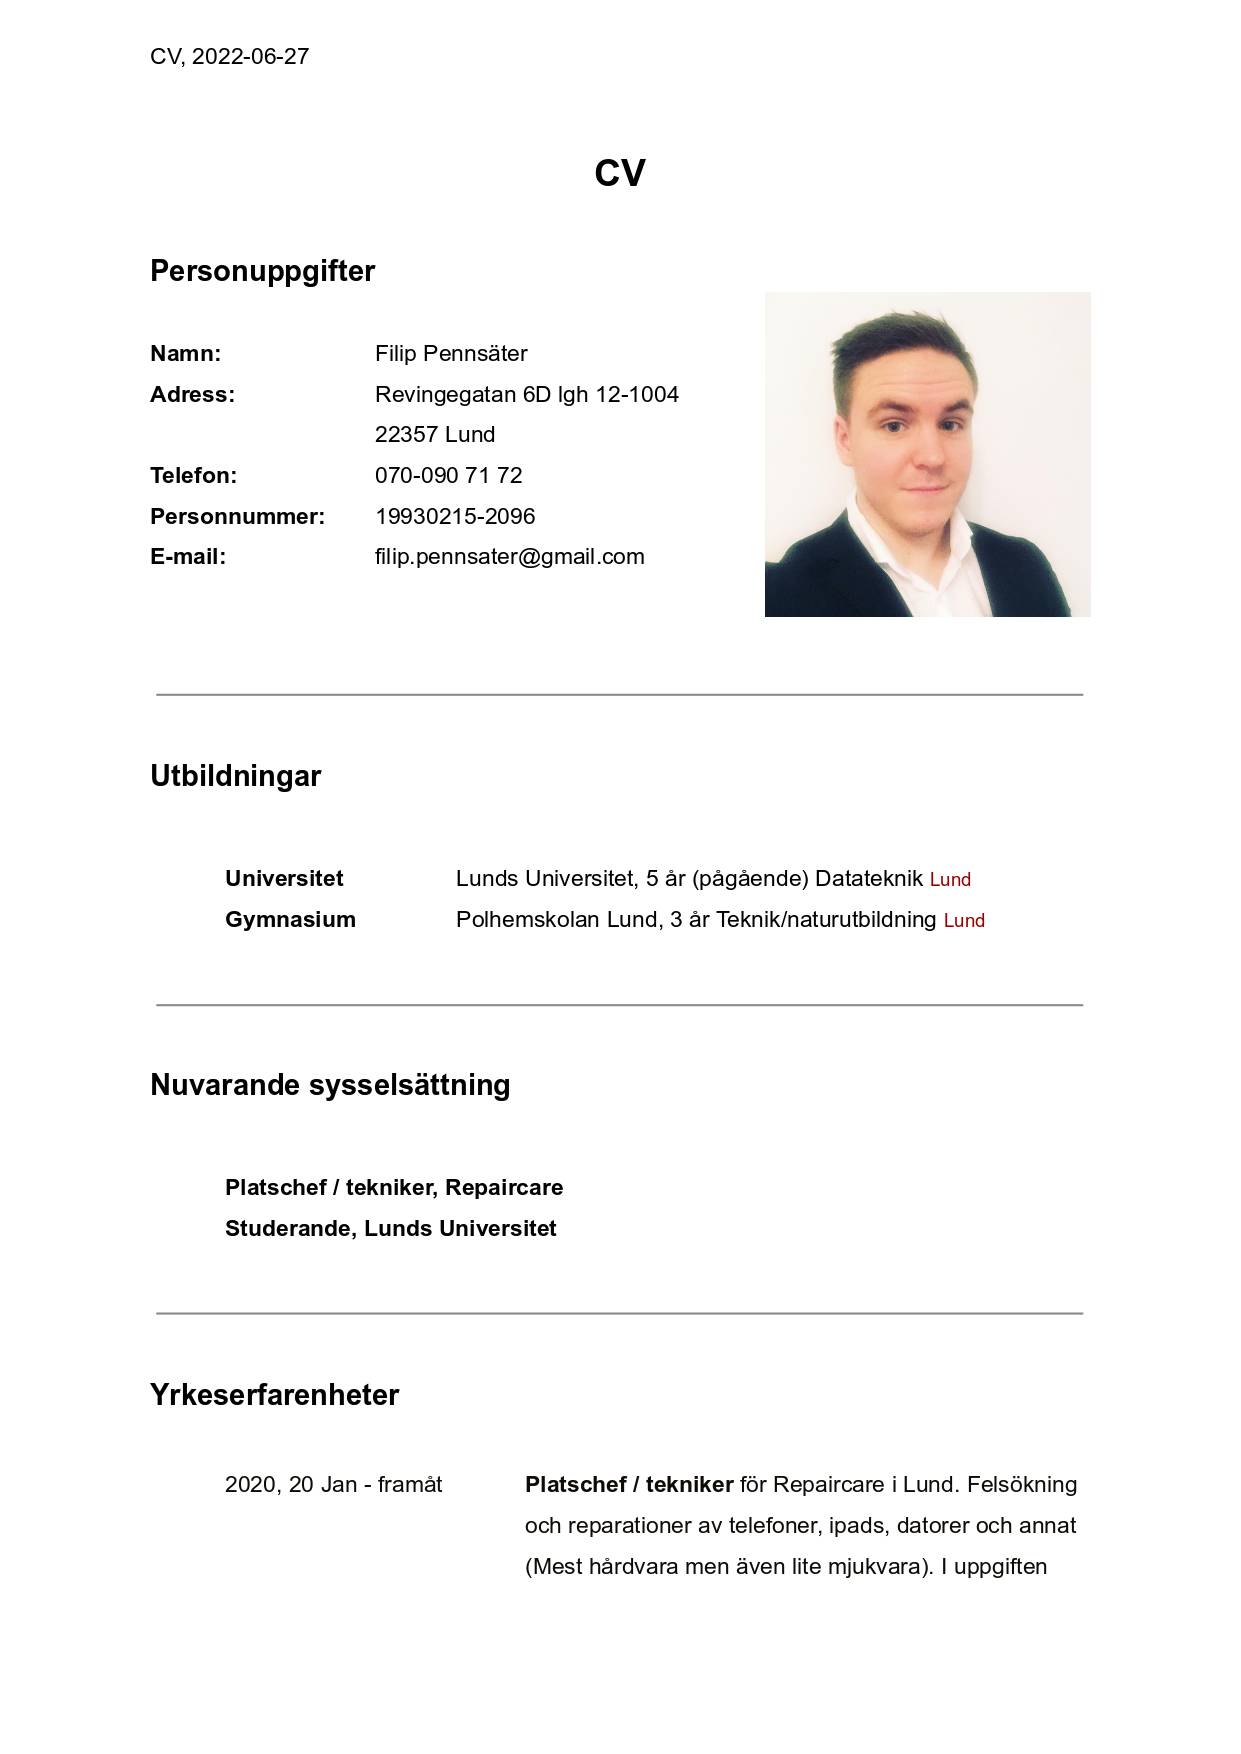 CV, 2022-06-27
CV
Personuppgifter
Namn: Filip Pennsäter
Adress: Revingegatan 6D lgh 12-1004
22357 Lund
Telefon: 070-090 71 72
Personnummer: 19930215-2096
E-mail: filip.pennsater@gmail.com
Utbildningar
Universitet Lunds Universitet, 5 år (pågående) Datateknik Lund
Gymnasium Polhemskolan Lund, 3 år Teknik/naturutbildning Lund
Nuvarande sysselsättning
Platschef / tekniker, Repaircare
Studerande, Lunds Universitet
Yrkeserfarenheter
2020, 20 Jan - framåt Platschef / tekniker för Repaircare i Lund. Felsökning
och reparationer av telefoner, ipads, datorer och annat
(Mest hårdvara men även lite mjukvara). I uppgiften